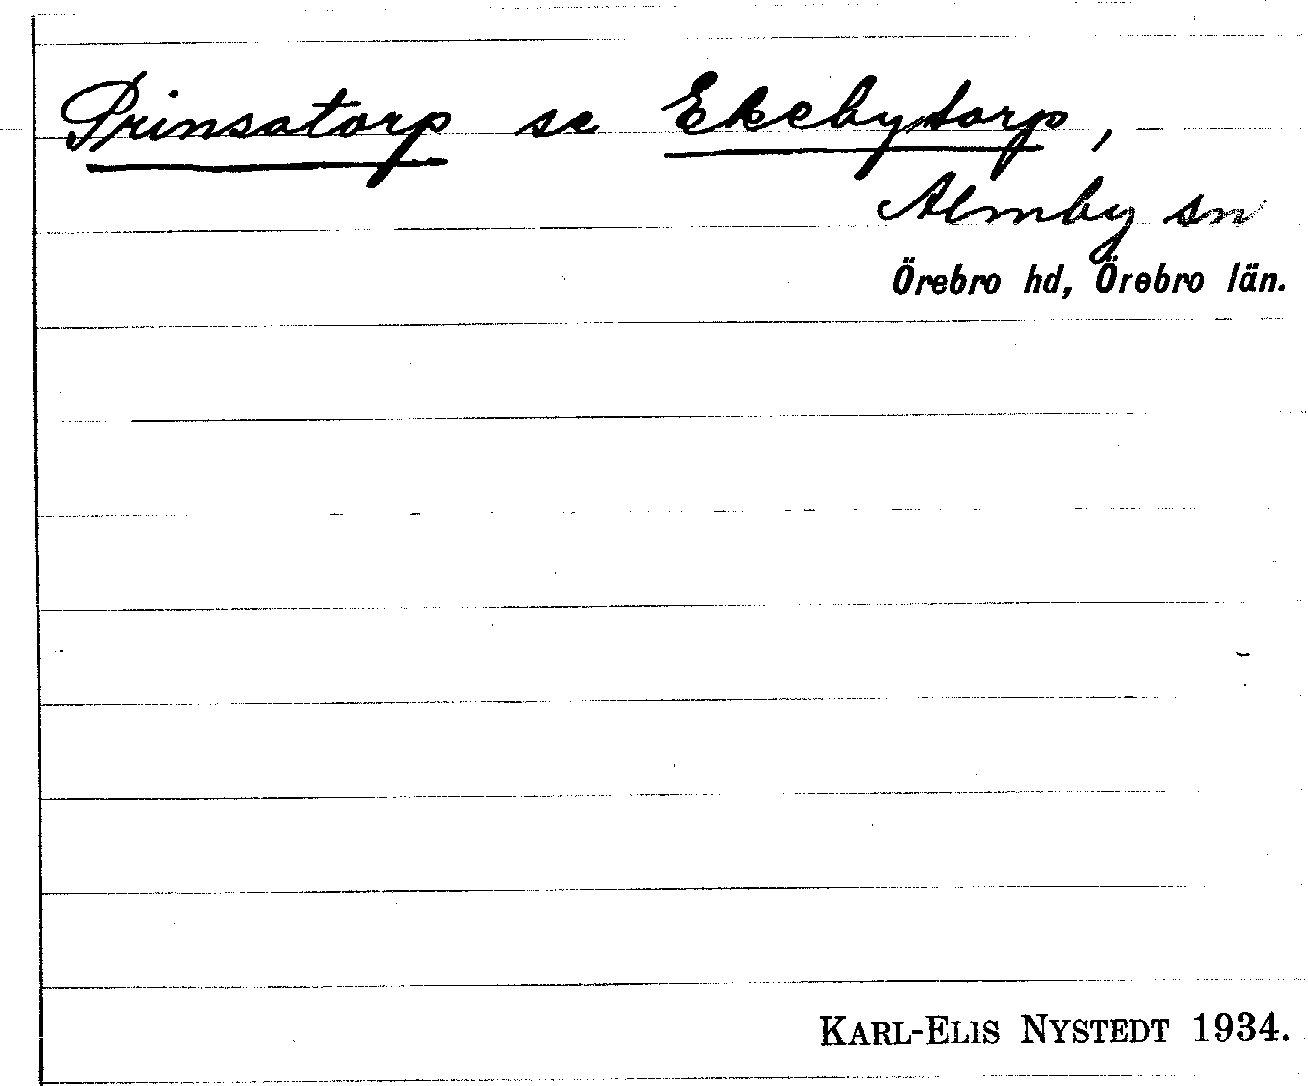 Prinsatorp se Ekebytorp,
Almby sn
Örebro hd, Örebro län.
KARL-ELIS NYSTEDT 1934.